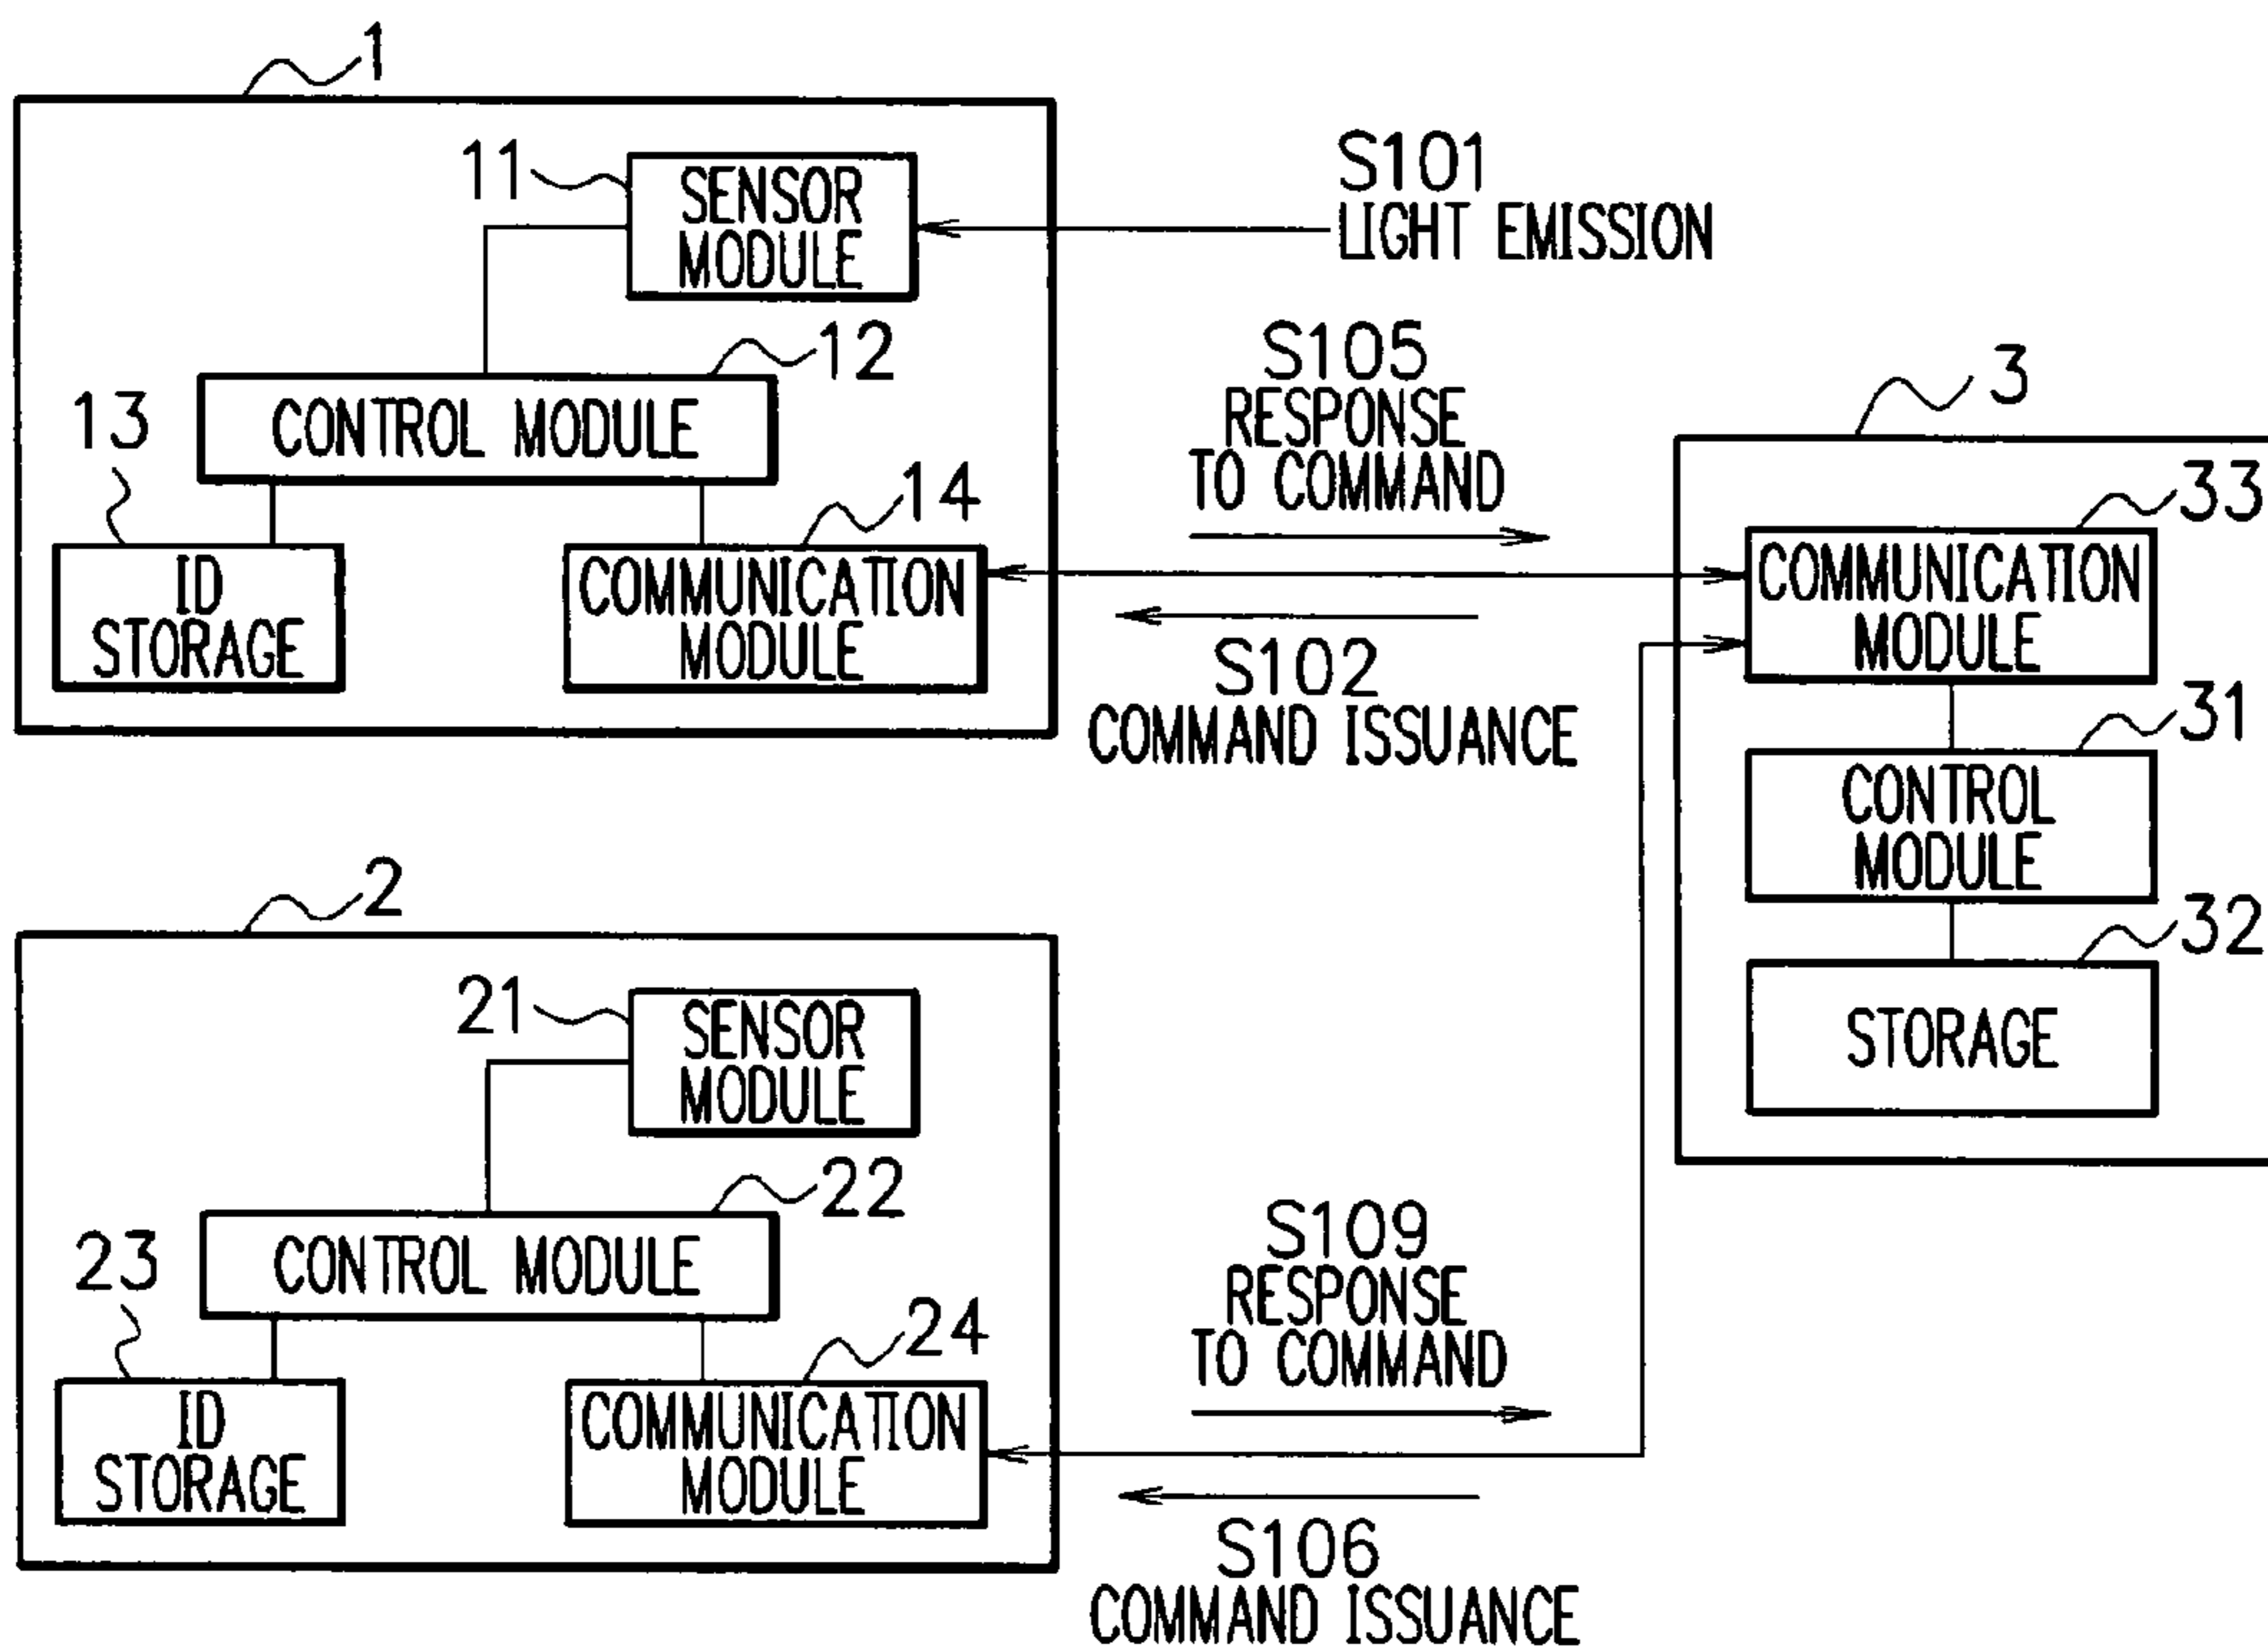 1
11
SENSOR
MODULE
S101
LIGHT EMISSION
12
CONTROL MODULE
13
ID
STORAGE
14
COMMUNICATION
MODULE
S105
RESPONSE
TO COMMAND
S102
COMMAND ISSUANCE
3
33
COMMUNICATION
MODULE
31
CONTROL
MODULE
32
STORAGE
2
21
SENSOR
MODULE
22
CONTROL MODULE
23
ID
STORAGE
24
COMMUNICATION
MODULE
S109
RESPONSE
TO COMMAND
S106
COMMAND ISSUANCE